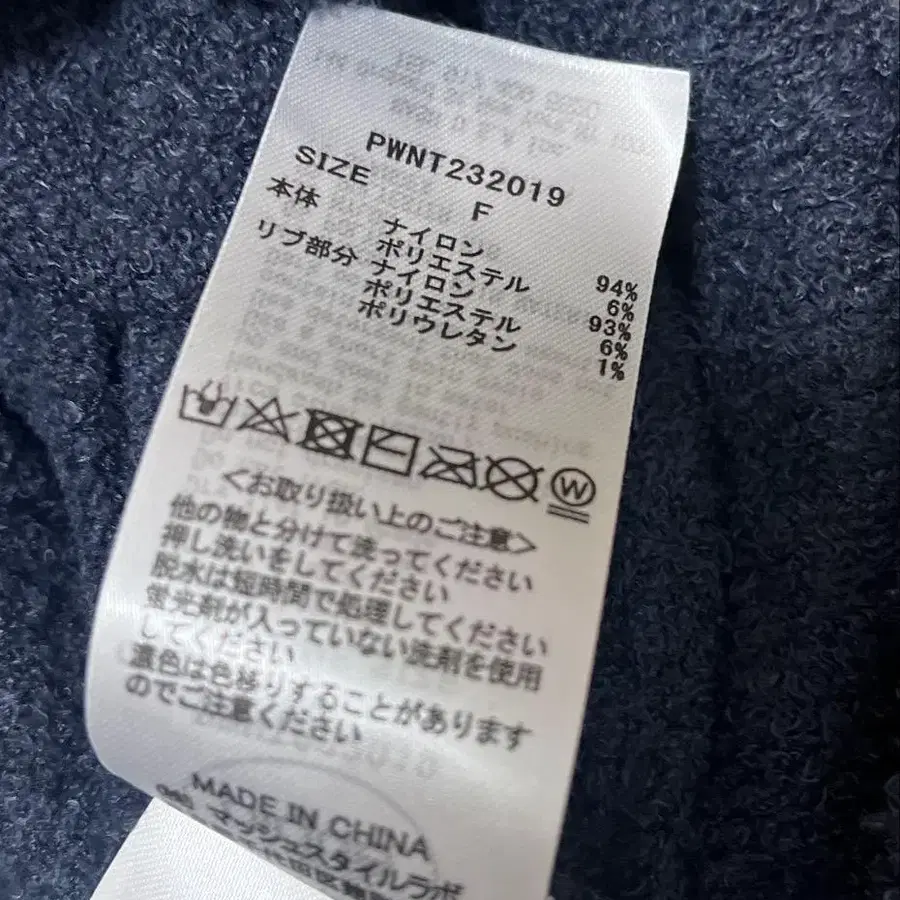 PWNT232019
SIZE F
本体 ナイロン 94%
ポリエステル 6%
リブ部分 ナイロン 93%
ポリエステル 6%
ポリウレタン 1%
W
<お取り扱い上のご注意>
他の物と分けて洗ってください
押し洗いをしてください
脱水は短時間で処理してください
蛍光剤が入っていない洗剤を使用
してください
濃色は色移りすることがあります
のでご注意ください
MADE IN CHINA
マッシュスタイルラボ